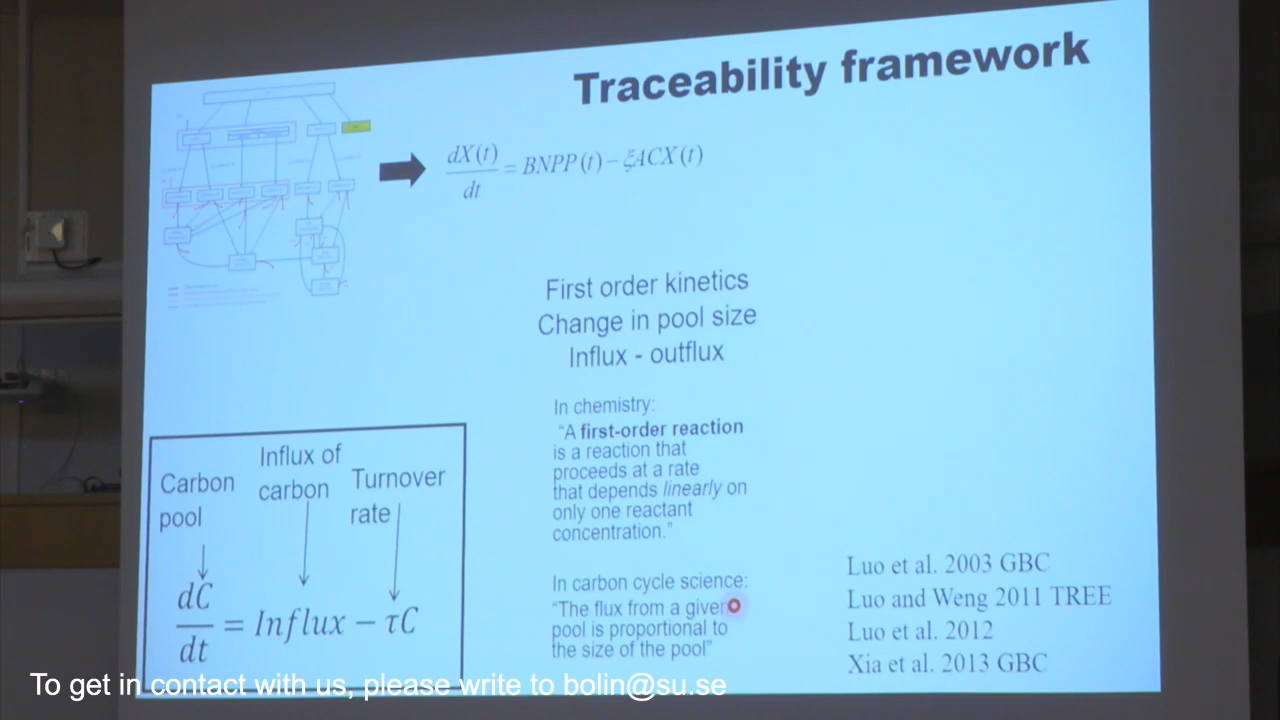 Traceability framework
dX(t)/dt = BNPP(t) − ξACX(t)
First order kinetics
Change in pool size
Influx - outflux
In chemistry:
“A first-order reaction
is a reaction that
proceeds at a rate
that depends linearly on
only one reactant
concentration.”
In carbon cycle science:
“The flux from a given
pool is proportional to
the size of the pool”
Carbon
pool
Influx of
carbon
Turnover
rate
dC/dt = Influx − τC
Luo et al. 2003 GBC
Luo and Weng 2011 TREE
Luo et al. 2012
Xia et al. 2013 GBC
To get in contact with us, please write to bolin@su.se